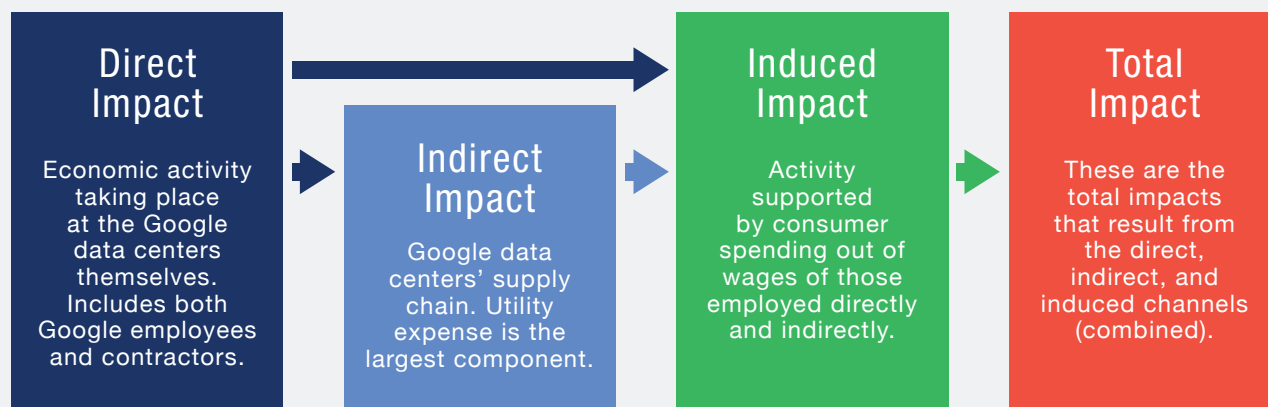 Direct
Impact
Economic activity
taking place
at the Google
data centers
themselves.
Includes both
Google employees
and contractors.
Indirect
Impact
Google data
centers’ supply
chain. Utility
expense is the
largest component.
Induced
Impact
Activity
supported
by consumer
spending out of
wages of those
employed directly
and indirectly.
Total
Impact
These are the
total impacts
that result from
the direct,
indirect, and
induced channels
(combined).